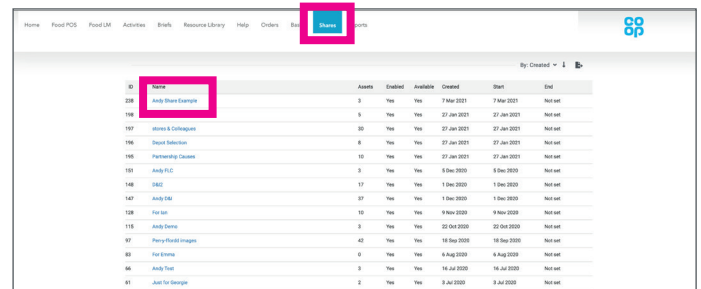 Home Food POS Food LM Activities Briefs Resource Library Help Orders Shares
co
op
By: Created
ID Name Assets Enabled Available Created Start End
238 Andy Share Example 3 Yes Yes 7 Mar 2021 7 Mar 2021 Not set
198 5 Yes Yes 27 Jan 2021 27 Jan 2021 Not set
197 stores & Colleagues 30 Yes Yes 27 Jan 2021 27 Jan 2021 Not set
196 Depot Selection 6 Yes Yes 27 Jan 2021 27 Jan 2021 Not set
195 Partnership Causes 10 Yes Yes 27 Jan 2021 27 Jan 2021 Not set
151 Andy FLC 3 Yes Yes 5 Dec 2020 5 Dec 2020 Not set
148 D&I2 17 Yes Yes 1 Dec 2020 1 Dec 2020 Not set
147 Andy D&I 37 Yes Yes 1 Dec 2020 1 Dec 2020 Not set
128 For Ian 10 Yes Yes 9 Nov 2020 9 Nov 2020 Not set
115 Andy Demo 3 Yes Yes 22 Oct 2020 22 Oct 2020 Not set
97 Pen-y-ffordd images 42 Yes Yes 18 Sep 2020 18 Sep 2020 Not set
83 For Emma 0 Yes Yes 6 Aug 2020 6 Aug 2020 Not set
66 Andy Test 3 Yes Yes 16 Jul 2020 16 Jul 2020 Not set
61 Just for Georgie 2 Yes Yes 3 Jul 2020 3 Jul 2020 Not set